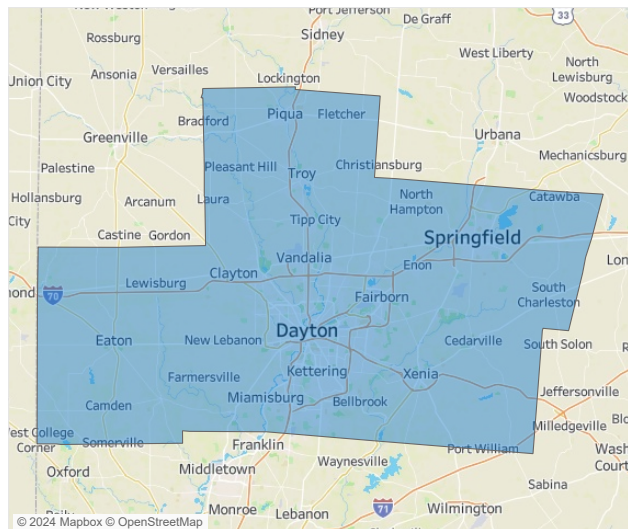 Port Jefferson
De Graff
33
Rossburg
Sidney
Ansonia
Versailles
West Liberty
Union City
Lockington
North
Lewisburg
Woodstock
Bradford
Piqua
Fletcher
Greenville
Urbana
Mechanicsburg
Palestine
Pleasant Hill
Troy
Christiansburg
Hollansburg
Arcanum
Laura
North
Hampton
Catawba
City
Tipp City
Castine
Gordon
Springfield
Vandalia
Clayton
Enon
Lewisburg
70
Fairborn
South
Charleston
Dayton
Eaton
New Lebanon
Cedarville
South Solon
Farmersville
Kettering
Xenia
Jeffersonville
Camden
Miamisburg
Bellbrook
Milledgeville
West College
Corner
Somerville
Franklin
Port William
Oxford
Middletown
Waynesville
Sabina
Monroe
Lebanon
71
Wilmington
© 2024 Mapbox © OpenStreetMap